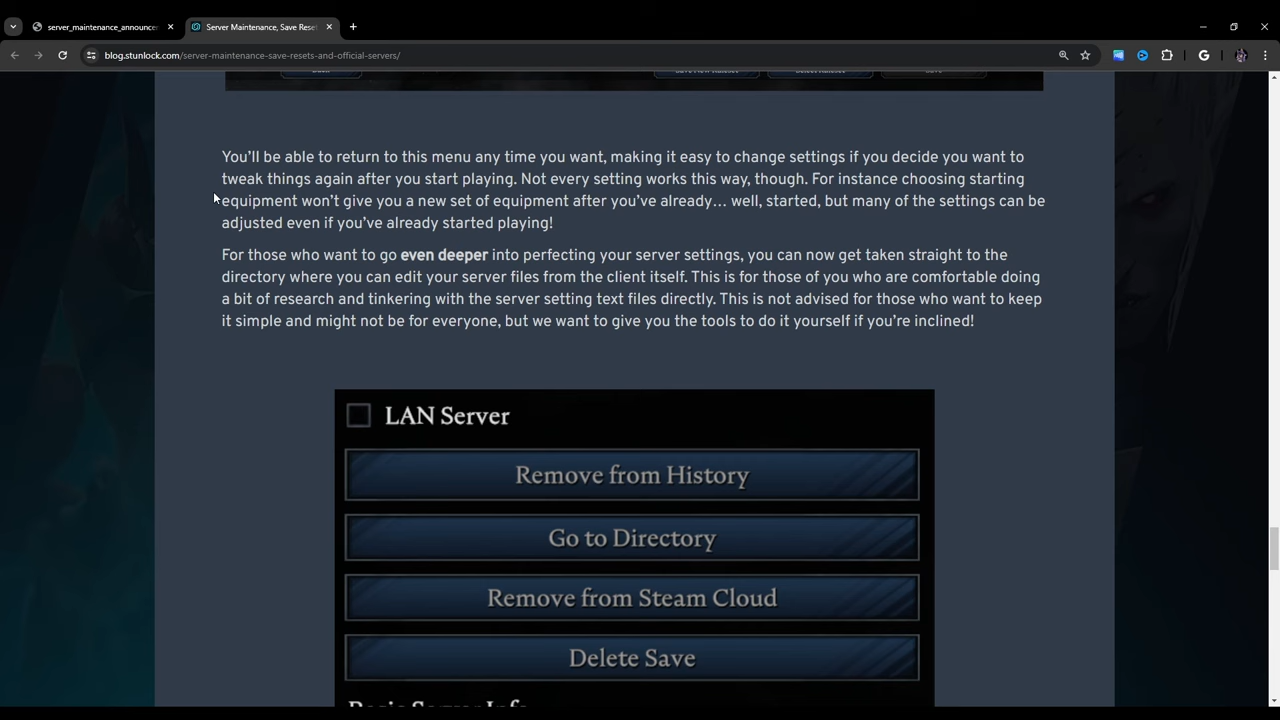 server_maintenance_announce
Server Maintenance, Save Rese
blog.stunlock.com/server-maintenance-save-resets-and-official-servers/
You'll be able to return to this menu any time you want, making it easy to change settings if you decide you want to
tweak things again after you start playing. Not every setting works this way, though. For instance choosing starting
equipment won't give you a new set of equipment after you've already… well, started, but many of the settings can be
adjusted even if you've already started playing!
For those who want to go even deeper into perfecting your server settings, you can now get taken straight to the
directory where you can edit your server files from the client itself. This is for those of you who are comfortable doing
a bit of research and tinkering with the server setting text files directly. This is not advised for those who want to keep
it simple and might not be for everyone, but we want to give you the tools to do it yourself if you're inclined!
LAN Server
Remove from History
Go to Directory
Remove from Steam Cloud
Delete Save
Basic Server Info